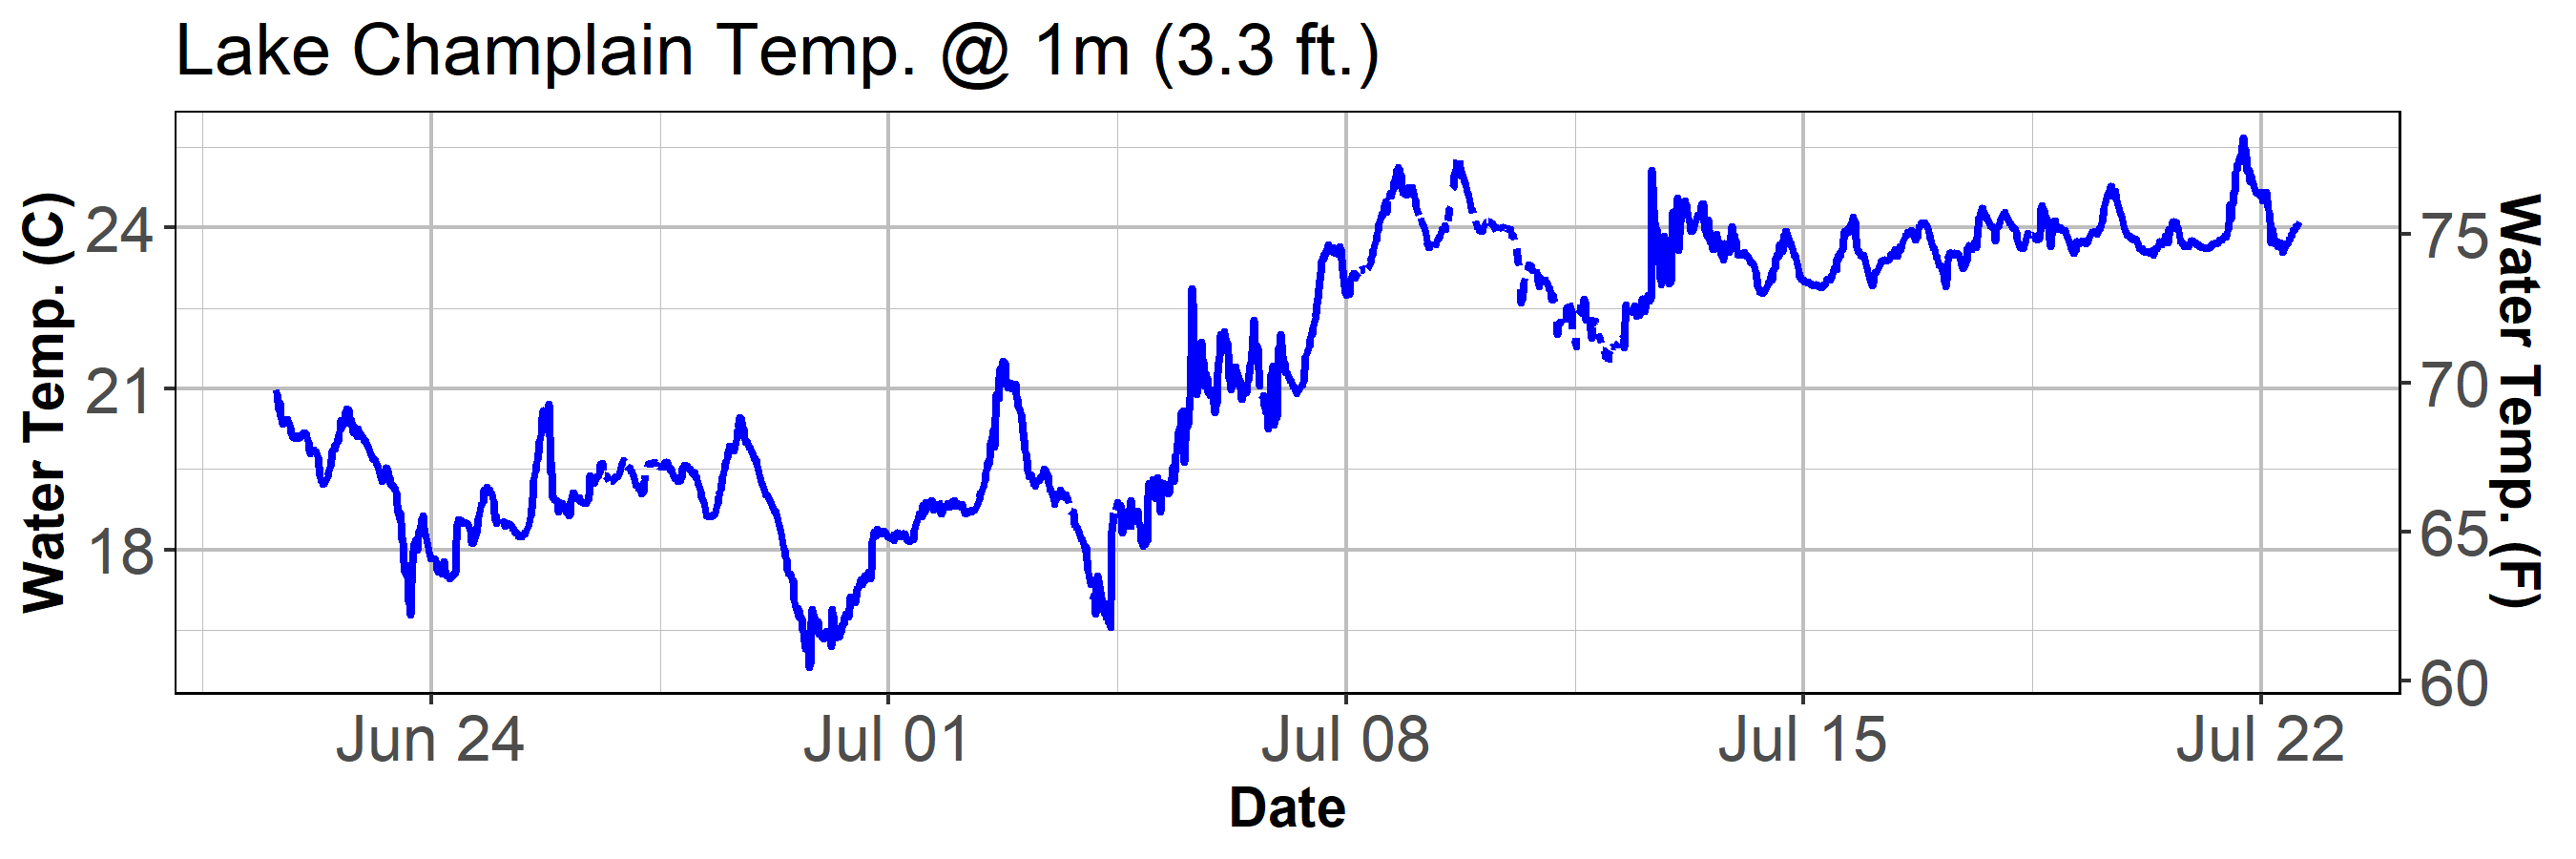 Lake Champlain Temp. @ 1m (3.3 ft.)
Water Temp. (C)
24
21
18
75
70
65
60
Water Temp. (F)
Jun 24
Jul 01
Jul 08
Jul 15
Jul 22
Date